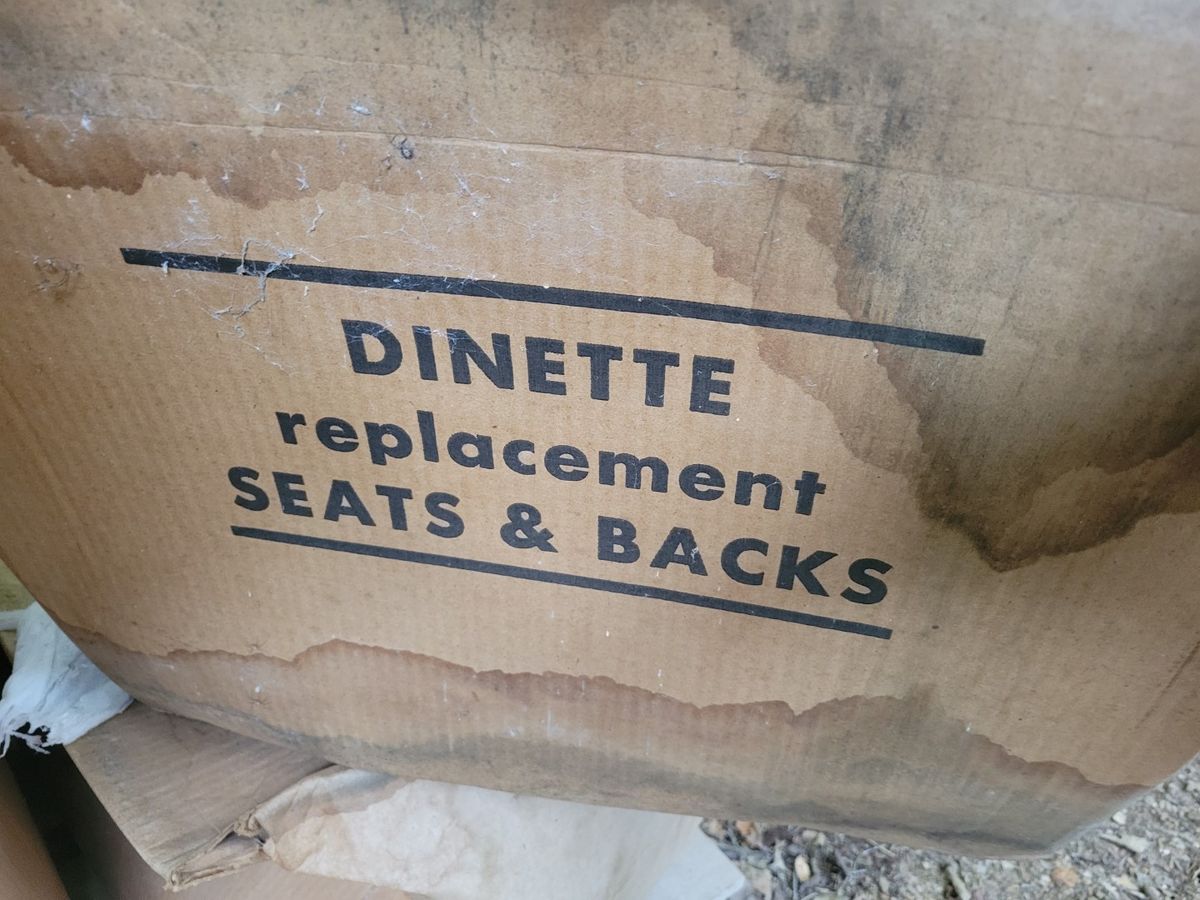 DINETTE
replacement
SEATS & BACKS